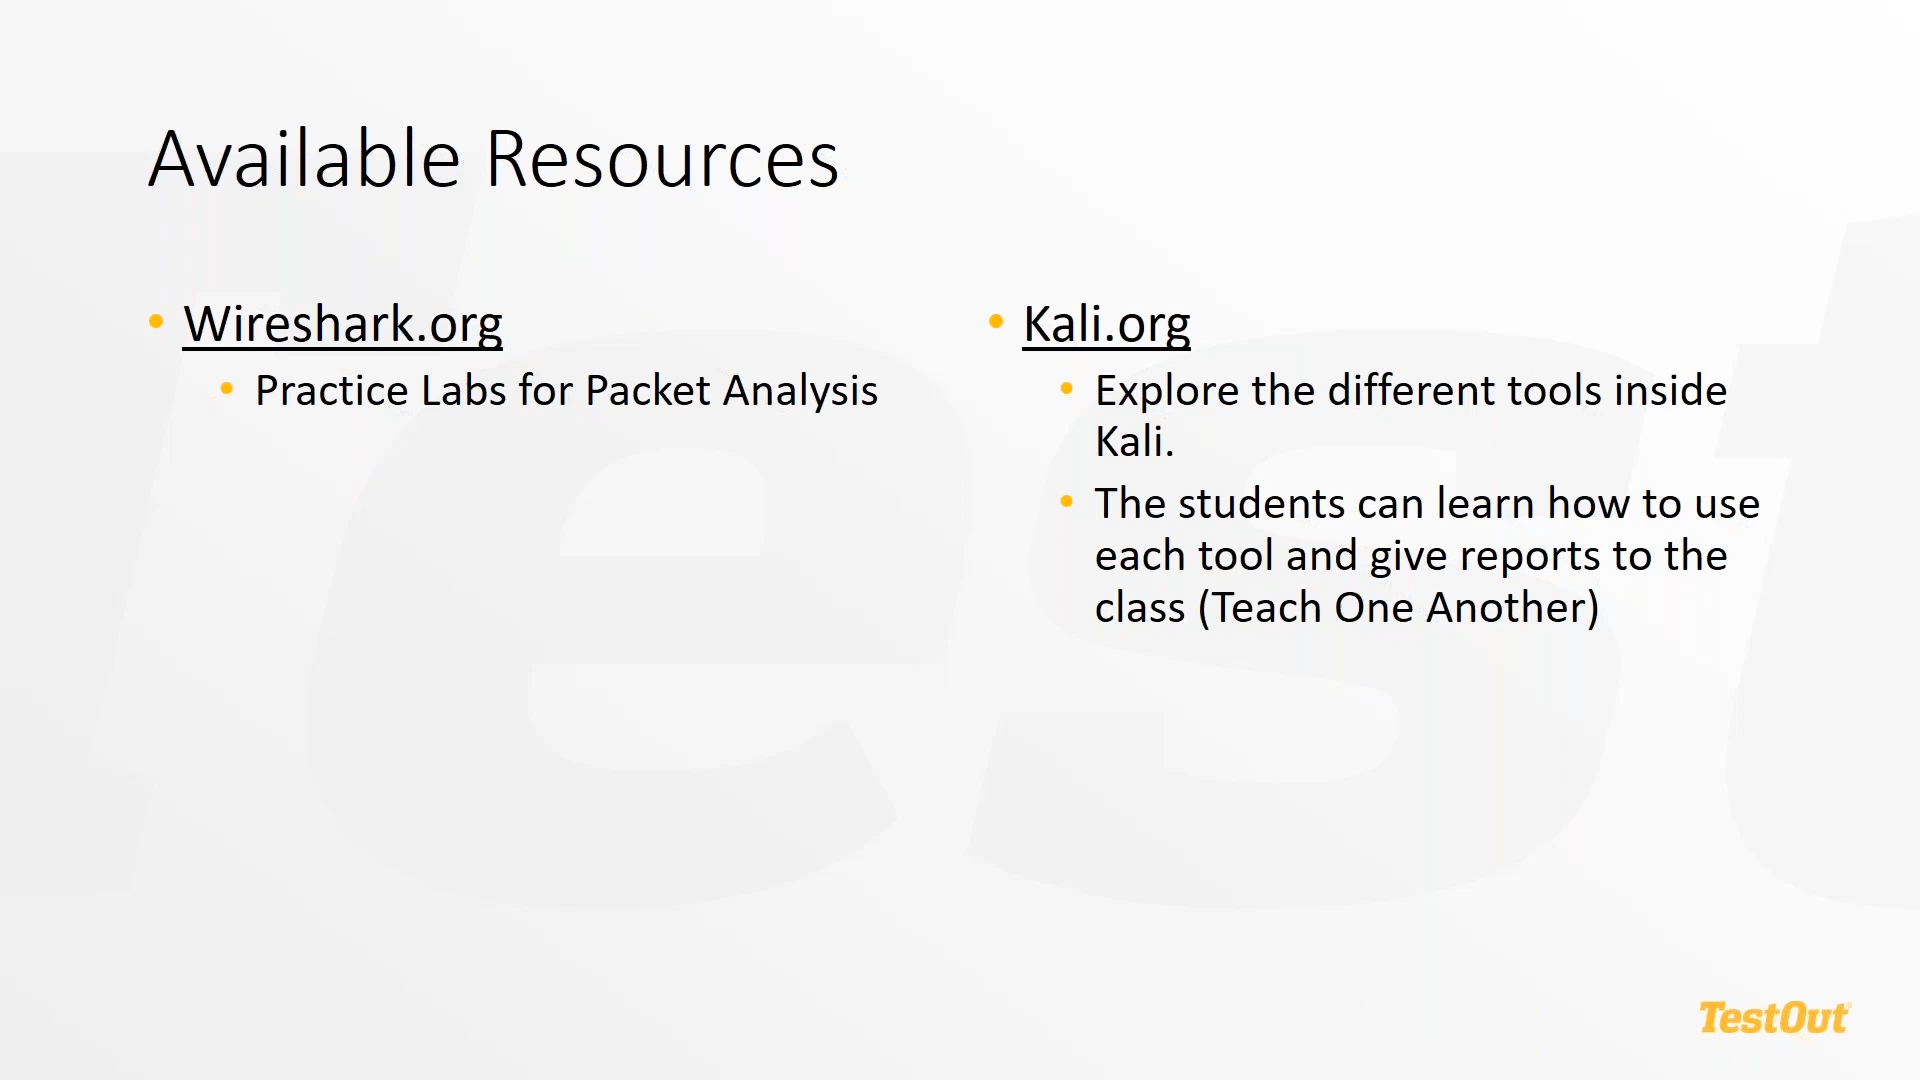 Available Resources
• Wireshark.org
• Practice Labs for Packet Analysis
• Kali.org
• Explore the different tools inside
Kali.
• The students can learn how to use
each tool and give reports to the
class (Teach One Another)
TestOut